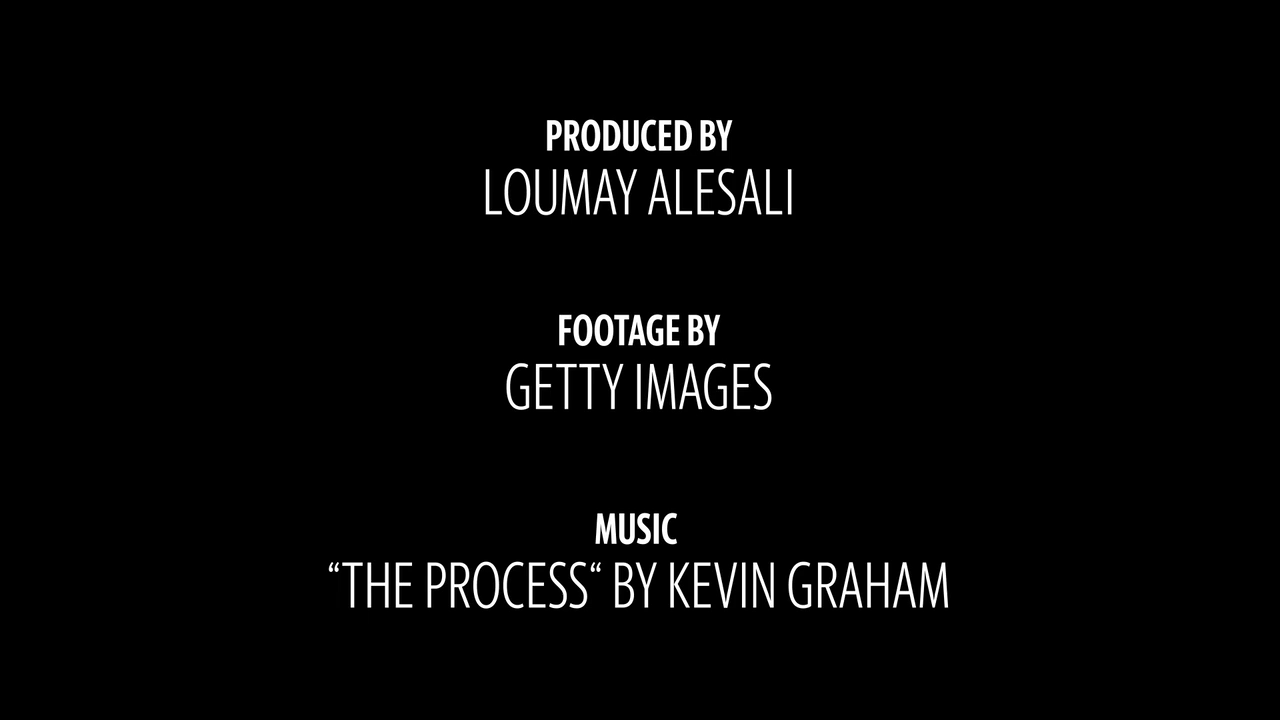 PRODUCED BY
LOUMAY ALESALI
FOOTAGE BY
GETTY IMAGES
MUSIC
“THE PROCESS“ BY KEVIN GRAHAM